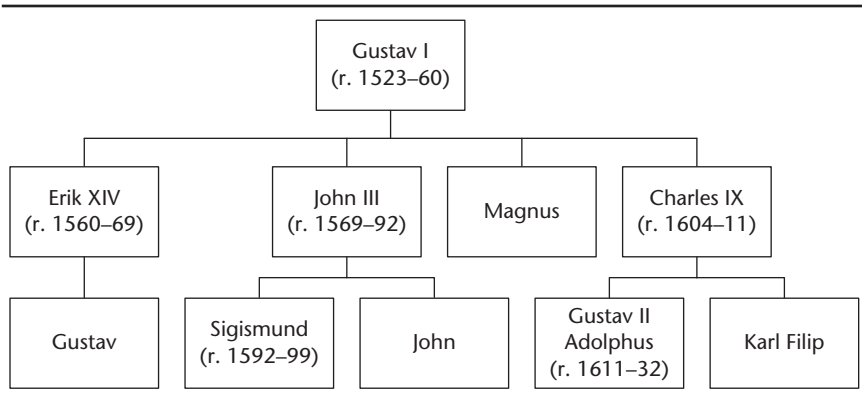 Gustav I
(r. 1523–60)
Erik XIV
(r. 1560–69)
John III
(r. 1569–92)
Magnus
Charles IX
(r. 1604–11)
Gustav
Sigismund
(r. 1592–99)
John
Gustav II
Adolphus
(r. 1611–32)
Karl Filip